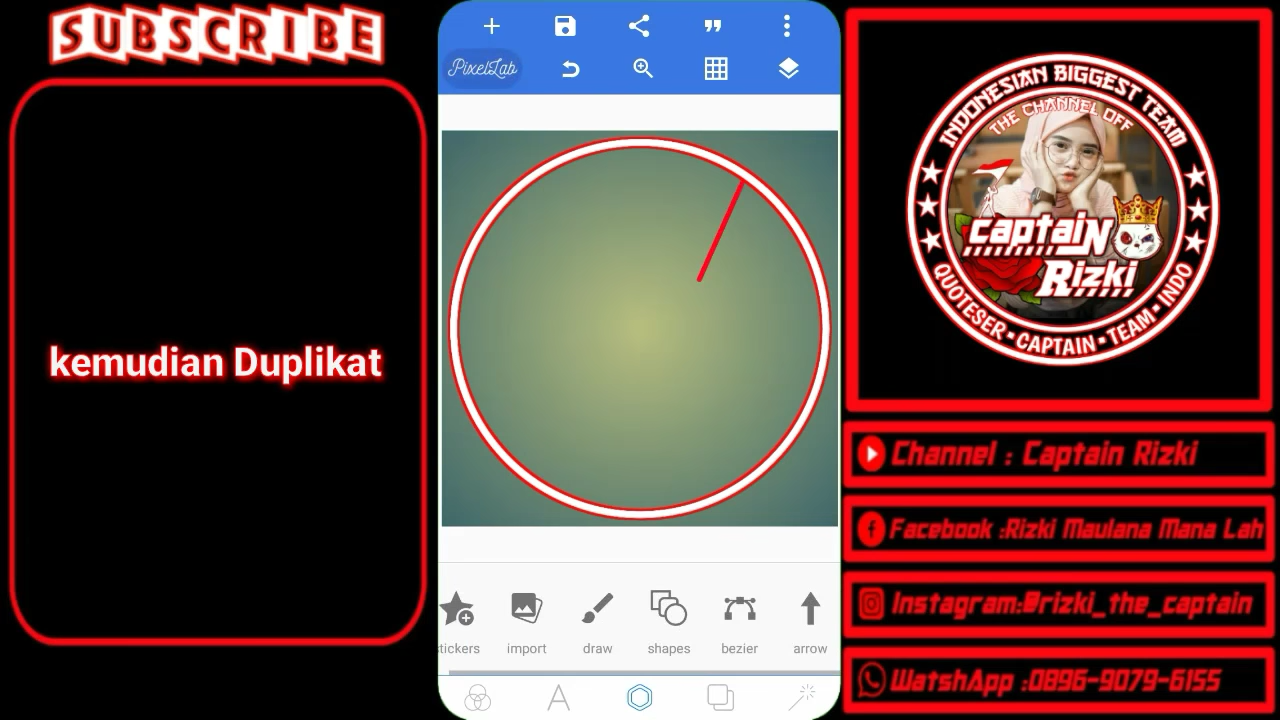 SUBSCRIBE
kemudian Duplikat
PixelLab
tickers
import
draw
shapes
bezier
arrow
INDONESIAN BIGGEST TEAM
THE CHANNEL OFF
captaiN
Rizki
QUOTESER • CAPTAIN • TEAM • INDO
Channel : Captain Rizki
Facebook :Rizki Maulana Mana Lah
Instagram:@rizki_the_captain
WatshApp :0896-9079-6155